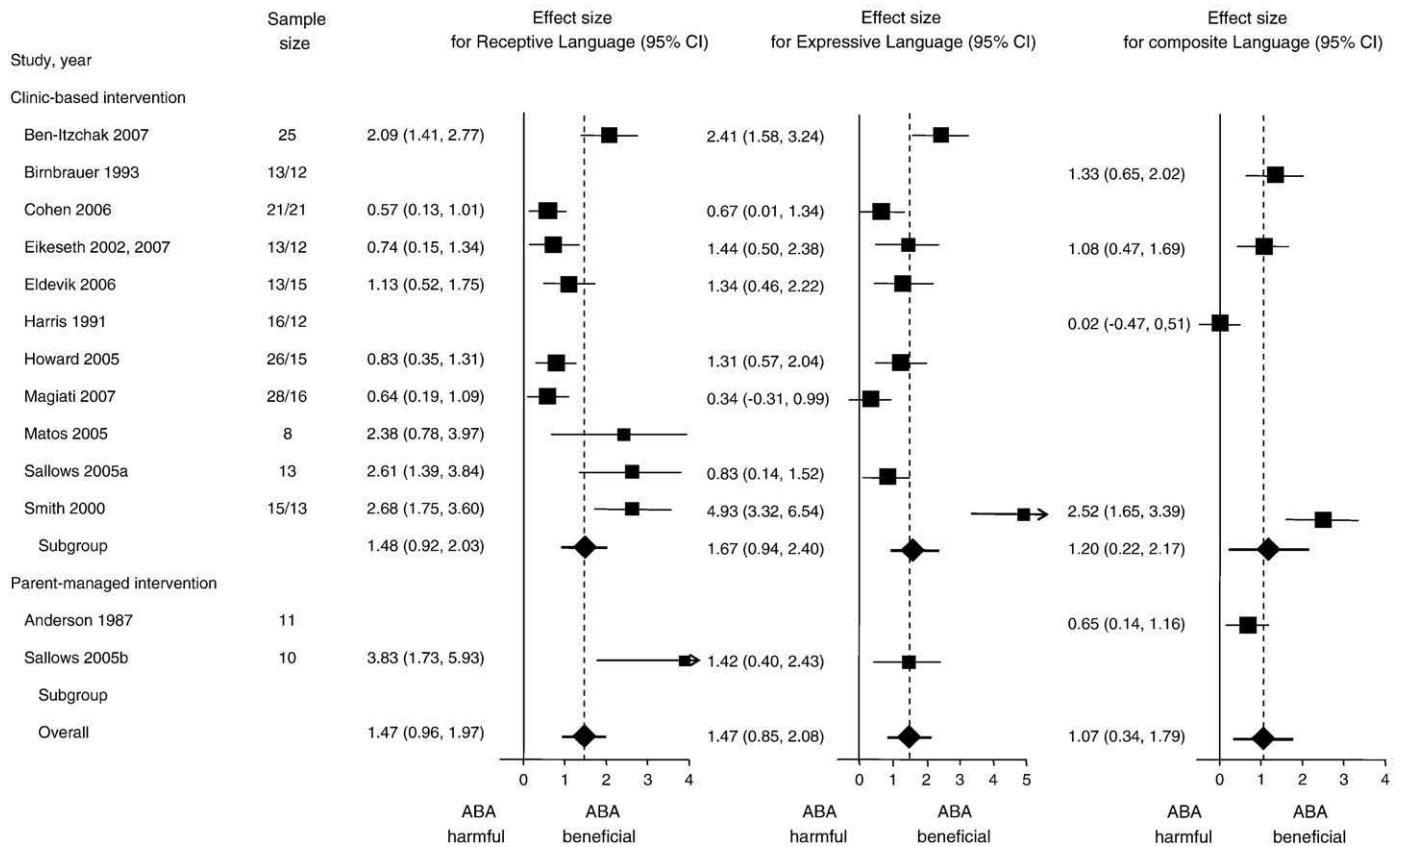 Sample size
Effect size for Receptive Language (95% CI)
Effect size for Expressive Language (95% CI)
Effect size for composite Language (95% CI)
Study, year
Clinic-based intervention
Ben-Itzchak 2007 25 2.09 (1.41, 2.77) 2.41 (1.58, 3.24)
Birnbrauer 1993 13/12 1.33 (0.65, 2.02)
Cohen 2006 21/21 0.57 (0.13, 1.01) 0.67 (0.01, 1.34)
Eikeseth 2002, 2007 13/12 0.74 (0.15, 1.34) 1.44 (0.50, 2.38) 1.08 (0.47, 1.69)
Eldevik 2006 13/15 1.13 (0.52, 1.75) 1.34 (0.46, 2.22)
Harris 1991 16/12 0.02 (-0.47, 0,51)
Howard 2005 26/15 0.83 (0.35, 1.31) 1.31 (0.57, 2.04)
Magiati 2007 28/16 0.64 (0.19, 1.09) 0.34 (-0.31, 0.99)
Matos 2005 8 2.38 (0.78, 3.97)
Sallows 2005a 13 2.61 (1.39, 3.84) 0.83 (0.14, 1.52)
Smith 2000 15/13 2.68 (1.75, 3.60) 4.93 (3.32, 6.54) 2.52 (1.65, 3.39)
Subgroup 1.48 (0.92, 2.03) 1.67 (0.94, 2.40) 1.20 (0.22, 2.17)
Parent-managed intervention
Anderson 1987 11 0.65 (0.14, 1.16)
Sallows 2005b 10 3.83 (1.73, 5.93) 1.42 (0.40, 2.43)
Subgroup
Overall 1.47 (0.96, 1.97) 1.47 (0.85, 2.08) 1.07 (0.34, 1.79)
0 1 2 3 4 0 1 2 3 4 5 0 1 2 3 4
ABA harmful ABA beneficial ABA harmful ABA beneficial ABA harmful ABA beneficial